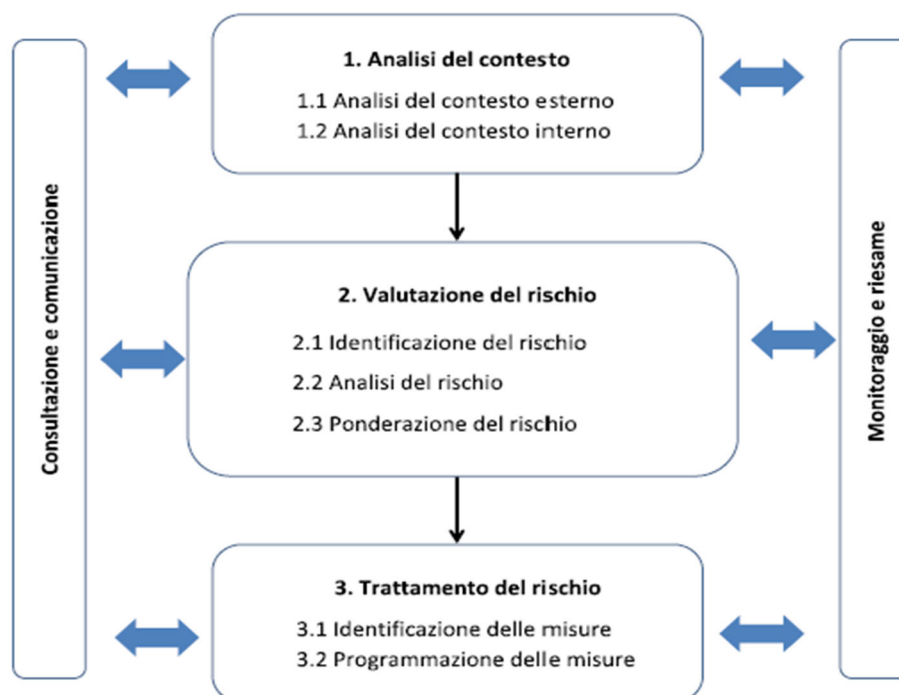 Consultazione e comunicazione
1. Analisi del contesto
1.1 Analisi del contesto esterno
1.2 Analisi del contesto interno
2. Valutazione del rischio
2.1 Identificazione del rischio
2.2 Analisi del rischio
2.3 Ponderazione del rischio
3. Trattamento del rischio
3.1 Identificazione delle misure
3.2 Programmazione delle misure
Monitoraggio e riesame